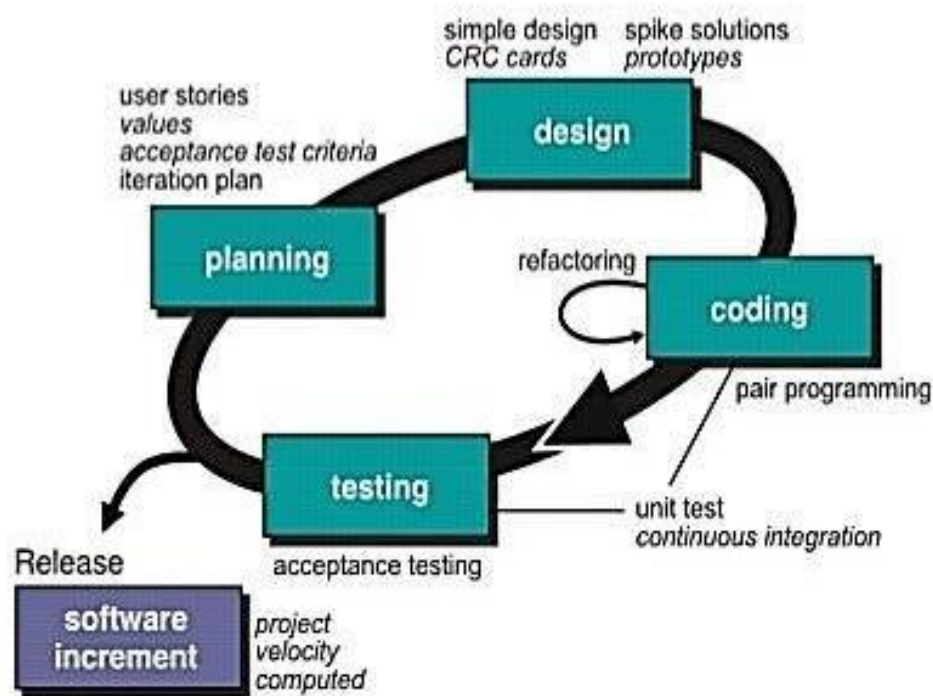 simple design
CRC cards
spike solutions
prototypes
user stories
values
acceptance test criteria
iteration plan
design
planning
refactoring
coding
pair programming
testing
unit test
continuous integration
acceptance testing
Release
software
increment
project
velocity
computed